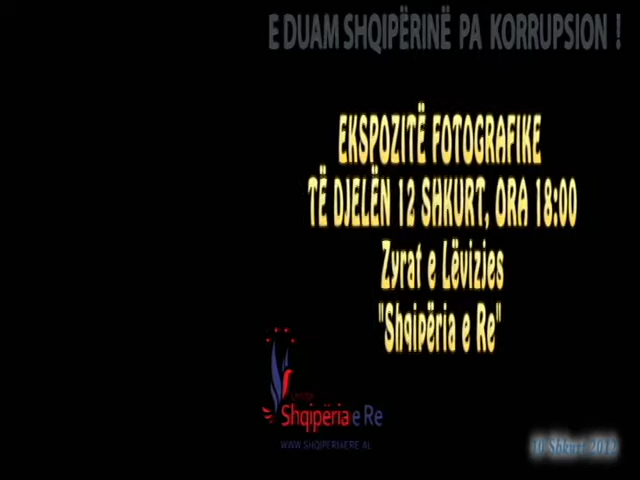 E DUAM SHQIPËRINË PA KORRUPSION !
EKSPOZITË FOTOGRAFIKE
TË DJELËN 12 SHKURT, ORA 18:00
Zyrat e Lëvizjes
"Shqipëria e Re"
Shqipëria e Re
WWW.SHQIPERIAERE.AL
10 Shkurt 2012